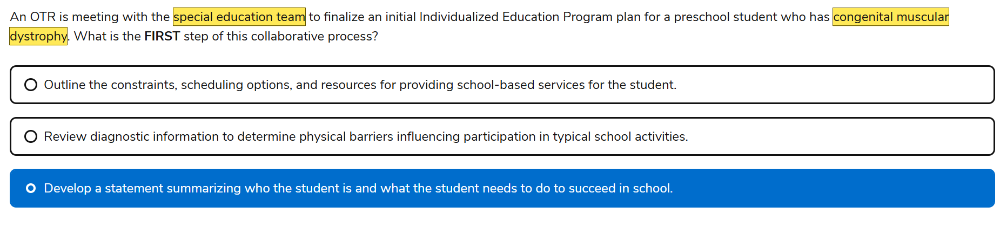 An OTR is meeting with the special education team to finalize an initial Individualized Education Program plan for a preschool student who has congenital muscular
dystrophy. What is the FIRST step of this collaborative process?
Outline the constraints, scheduling options, and resources for providing school-based services for the student.
Review diagnostic information to determine physical barriers influencing participation in typical school activities.
Develop a statement summarizing who the student is and what the student needs to do to succeed in school.